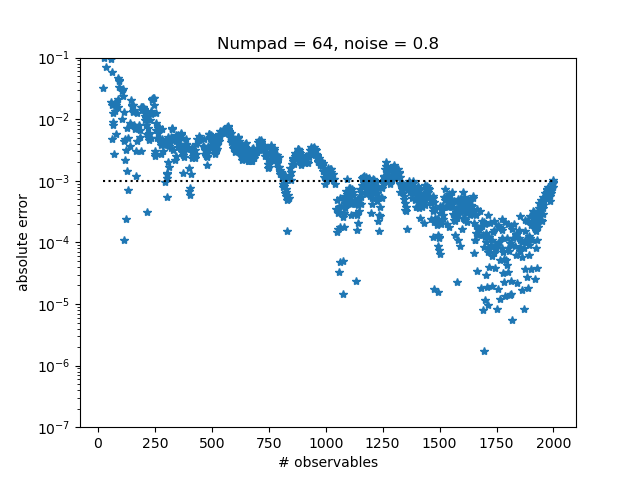 Numpad = 64, noise = 0.8
10⁻¹
10⁻²
10⁻³
10⁻⁴
10⁻⁵
10⁻⁶
10⁻⁷
absolute error
0 250 500 750 1000 1250 1500 1750 2000
# observables